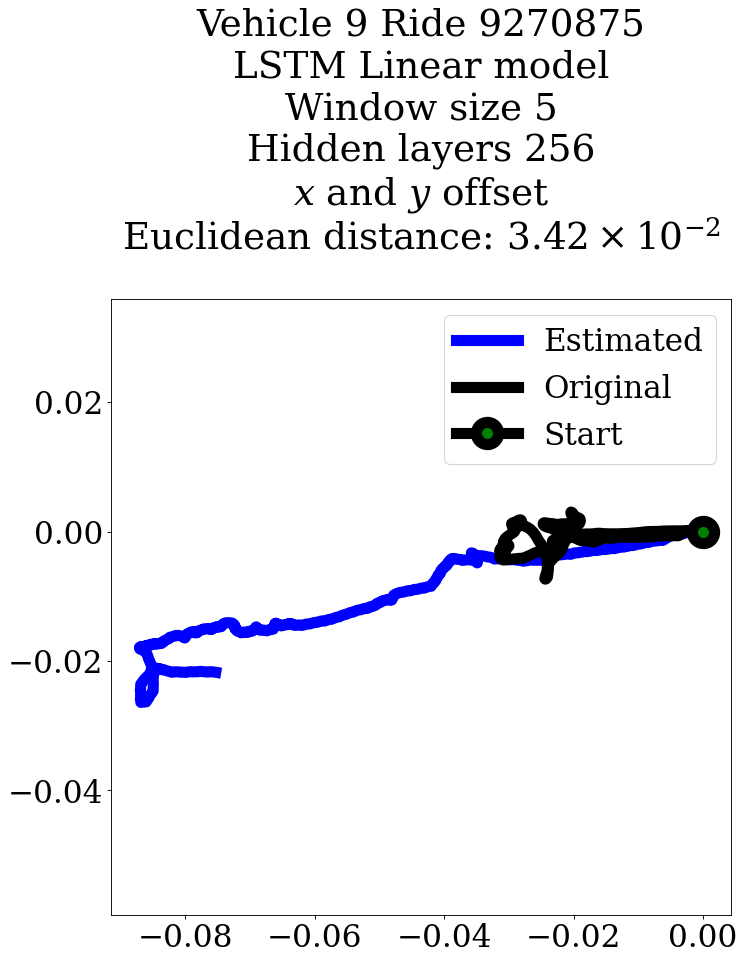 Vehicle 9 Ride 9270875
LSTM Linear model
Window size 5
Hidden layers 256
x and y offset
Euclidean distance: 3.42 × 10⁻²
Estimated
Original
Start
0.02
0.00
−0.02
−0.04
−0.08 −0.06 −0.04 −0.02 0.00